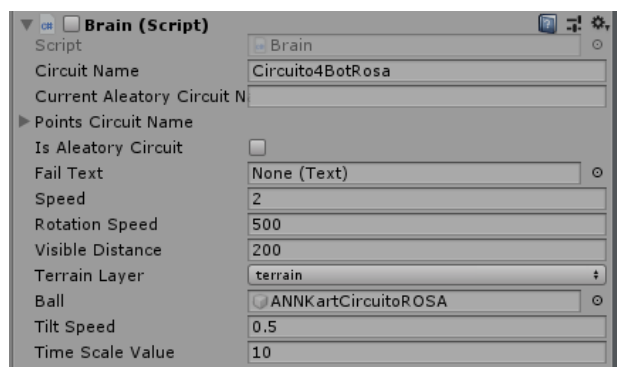 Brain (Script)
Script Brain
Circuit Name Circuito4BotRosa
Current Aleatory Circuit N
Points Circuit Name
Is Aleatory Circuit
Fail Text None (Text)
Speed 2
Rotation Speed 500
Visible Distance 200
Terrain Layer terrain
Ball ANNKartCircuitoROSA
Tilt Speed 0.5
Time Scale Value 10